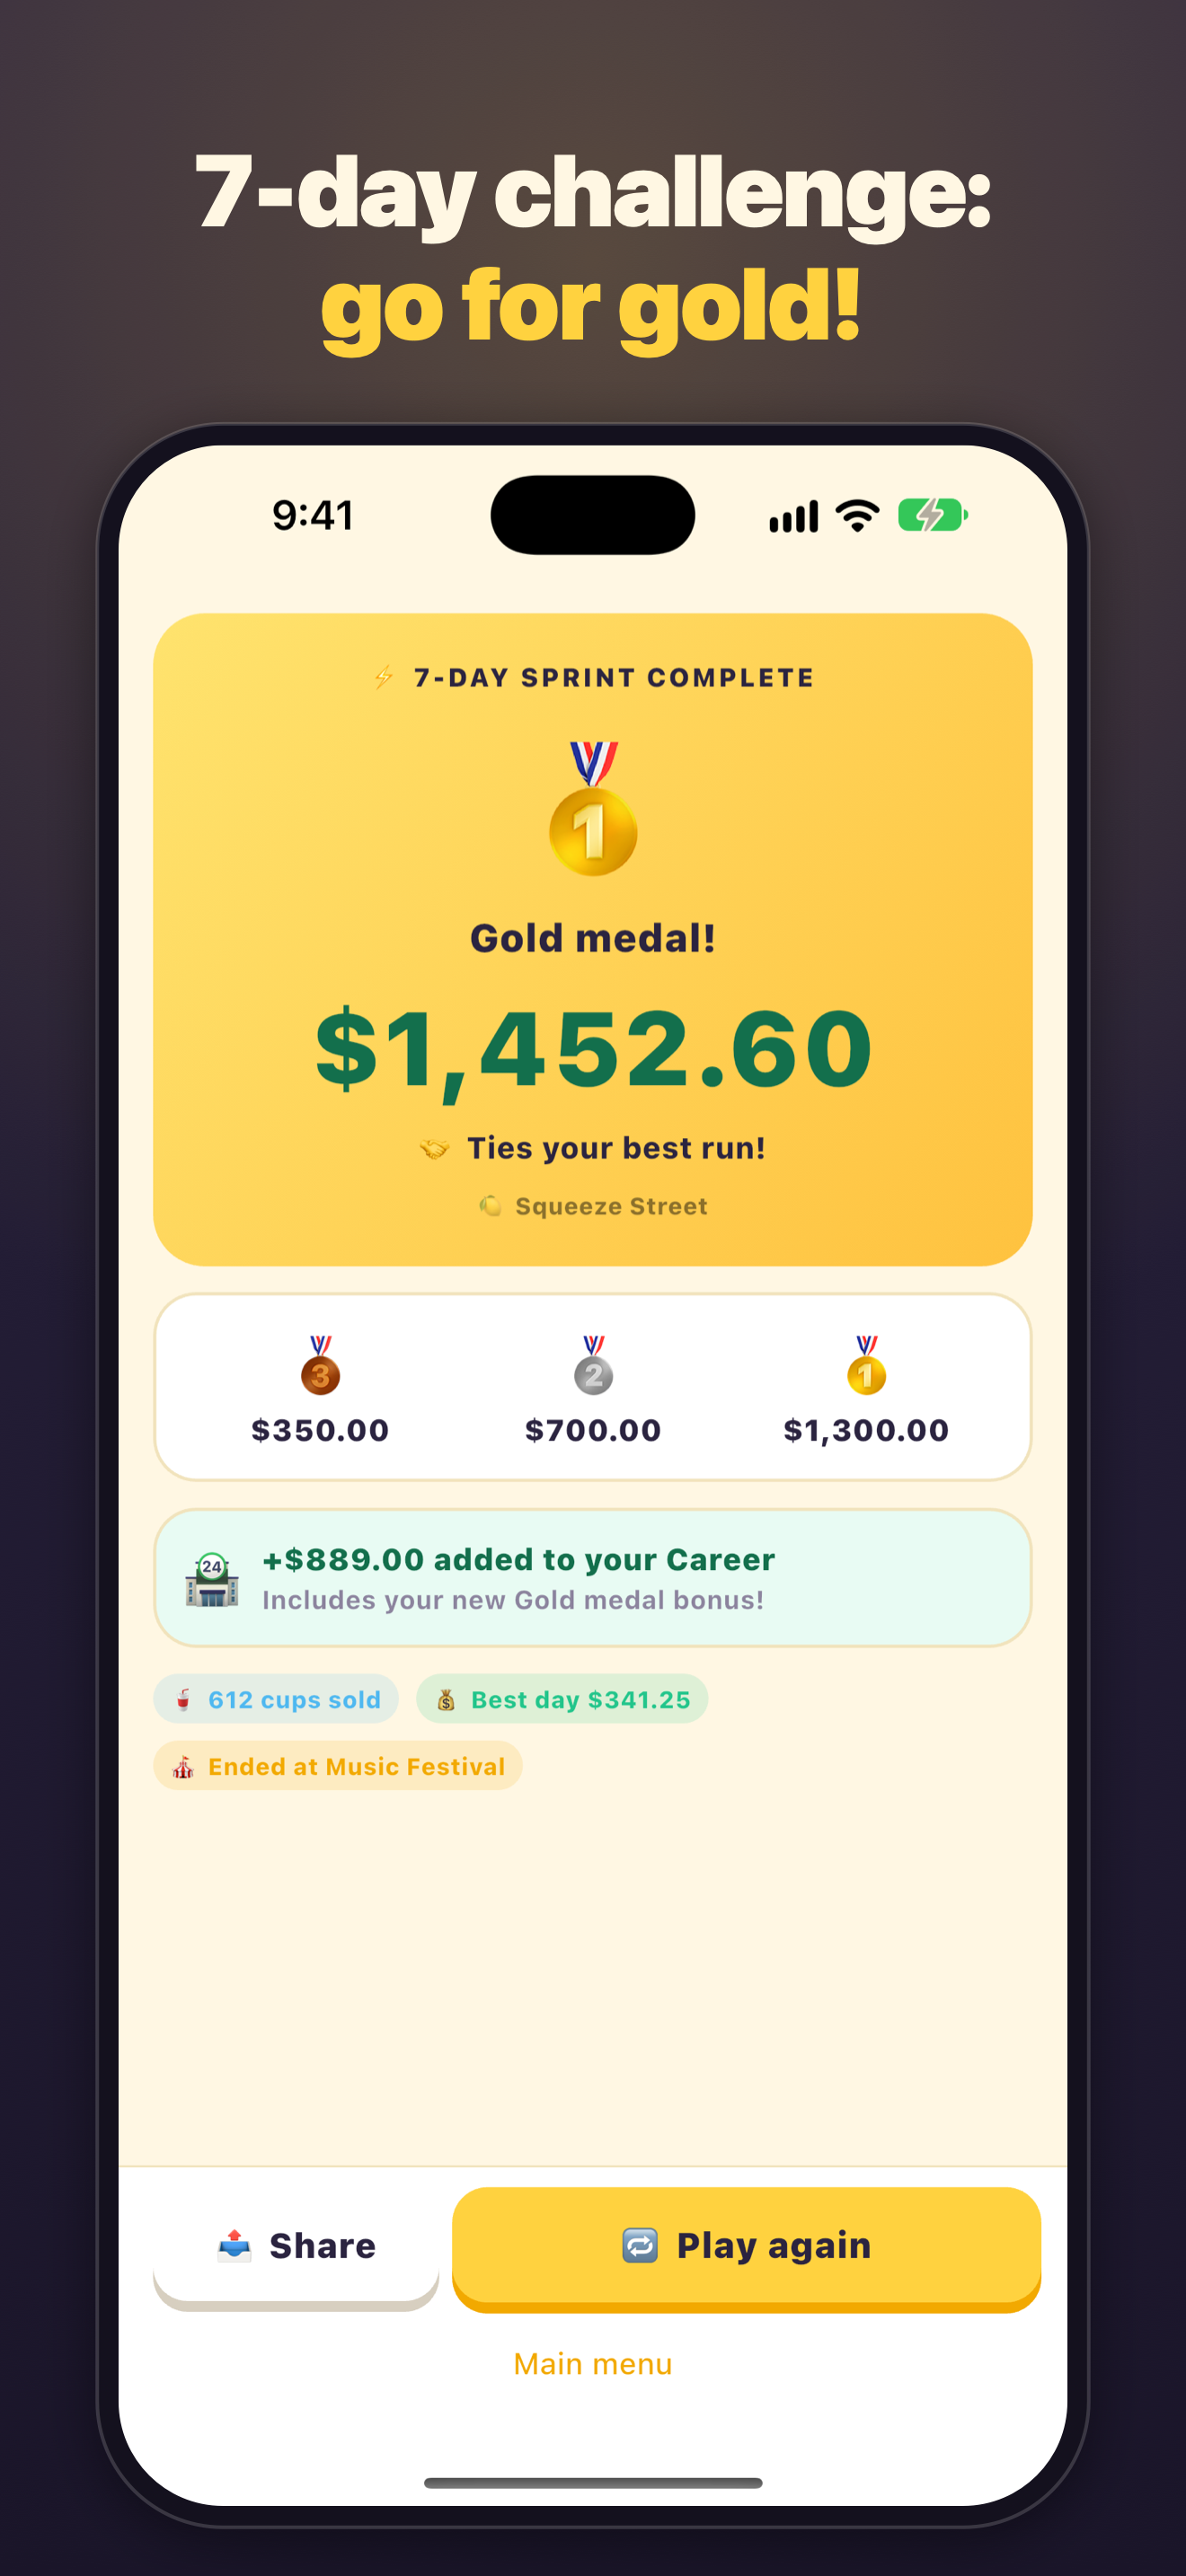 7-day challenge:
go for gold!
9:41
7-DAY SPRINT COMPLETE
1
Gold medal!
$1,452.60
Ties your best run!
Squeeze Street
3
2
1
$350.00
$700.00
$1,300.00
24
+$889.00 added to your Career
Includes your new Gold medal bonus!
612 cups sold
$ Best day $341.25
Ended at Music Festival
Share
Play again
Main menu